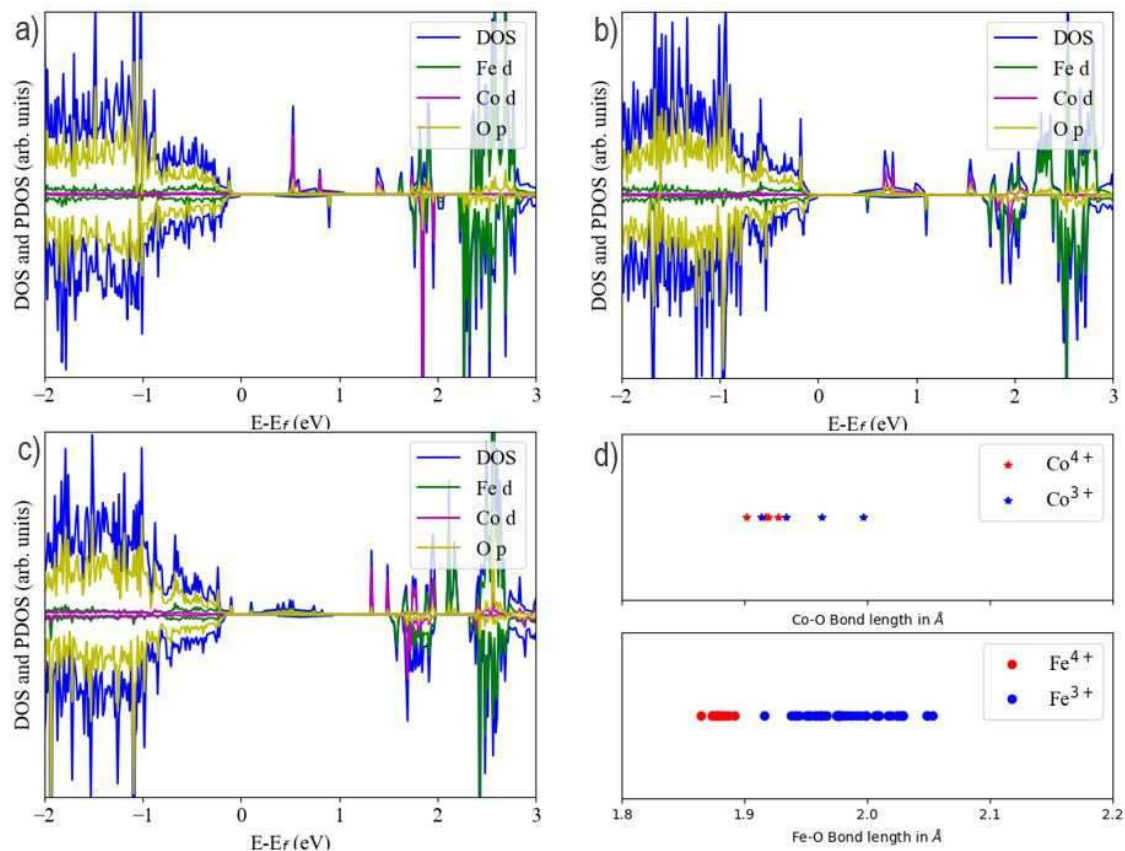 a)
DOS and PDOS (arb. units)
DOS
Fe d
Co d
O p
−2 −1 0 1 2 3
E-Ef (eV)
b)
DOS and PDOS (arb. units)
DOS
Fe d
Co d
O p
−2 −1 0 1 2 3
E-Ef (eV)
c)
DOS and PDOS (arb. units)
DOS
Fe d
Co d
O p
−2 −1 0 1 2 3
E-Ef (eV)
d)
Co4+
Co3+
Co-O Bond length in Å
Fe4+
Fe3+
1.8 1.9 2.0 2.1 2.2
Fe-O Bond length in Å